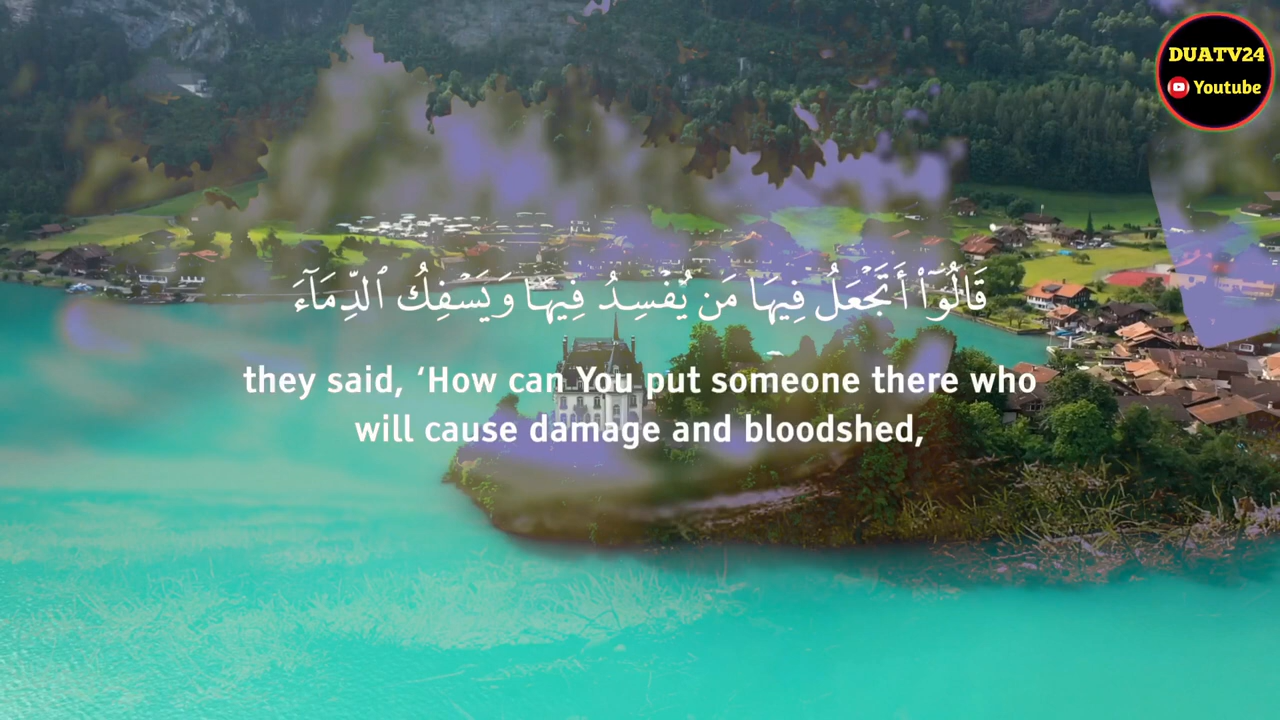 DUATV24
Youtube
قَالُوٓا۟ أَتَجْعَلُ فِيهَا مَن يُفْسِدُ فِيهَا وَيَسْفِكُ ٱلدِّمَآءَ
they said, ‘How can You put someone there who
will cause damage and bloodshed,